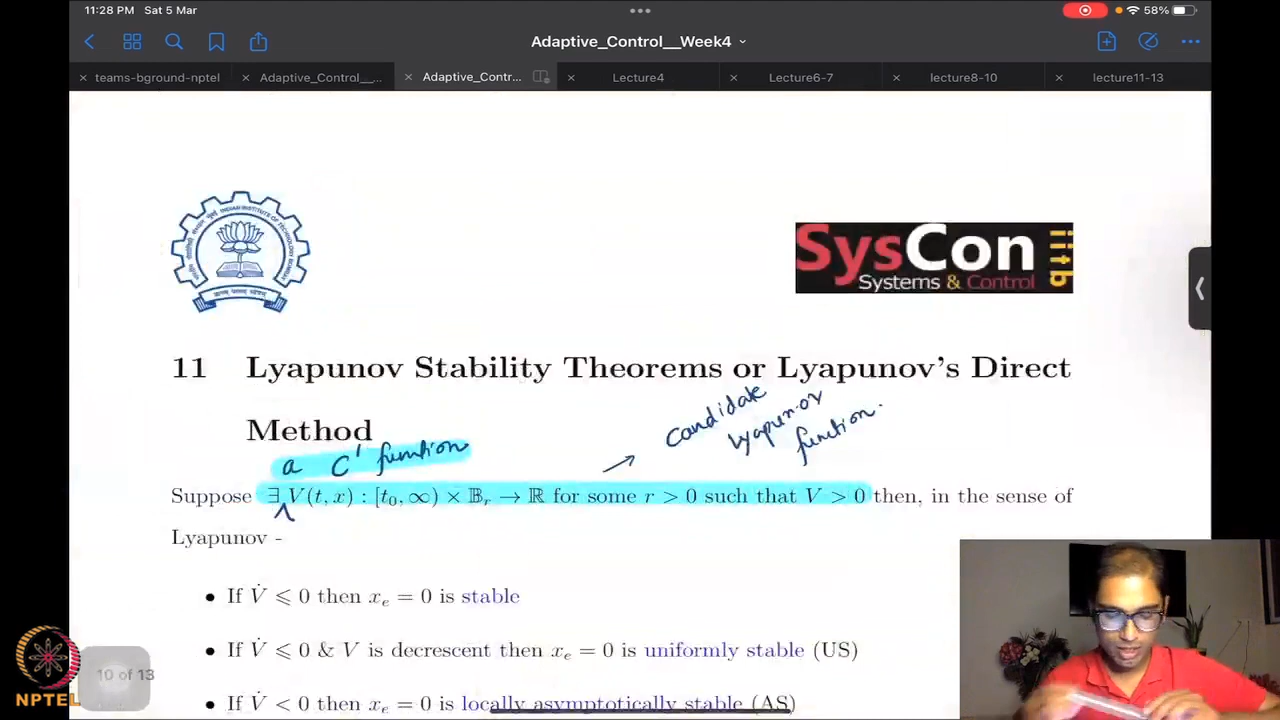 11:28 PM Sat 5 Mar
58%
Adaptive_Control__Week4
teams-bground-nptel
Adaptive_Control__...
Adaptive_Contr...
Lecture4
Lecture6-7
lecture8-10
lecture11-13
SysCon iitb
Systems & Control
11 Lyapunov Stability Theorems or Lyapunov's Direct
Method
candidate
Lyapunov
function.
a C¹ function
Suppose ∃ V(t, x) : [t₀, ∞) × 𝔹ᵣ → ℝ for some r > 0 such that V > 0 then, in the sense of
Lyapunov -
• If V̇ ⩽ 0 then xₑ = 0 is stable
• If V̇ ⩽ 0 & V is decrescent then xₑ = 0 is uniformly stable (US)
• If V̇ < 0 then xₑ = 0 is locally asymptotically stable (AS)
10 of 13
NPTEL